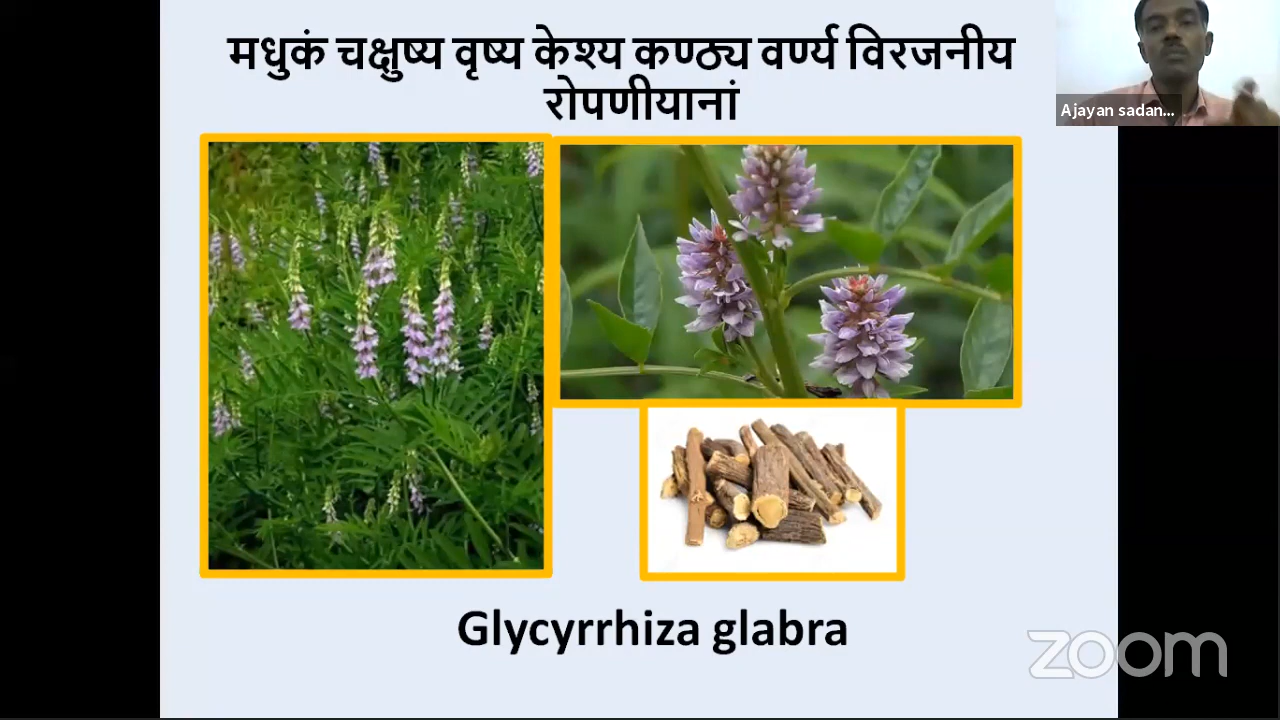 मधुकं चक्षुष्य वृष्य केश्य कण्ठ्य वर्ण्य विरजनीय
रोपणीयानां
Ajayan sadan...
Glycyrrhiza glabra
zoom